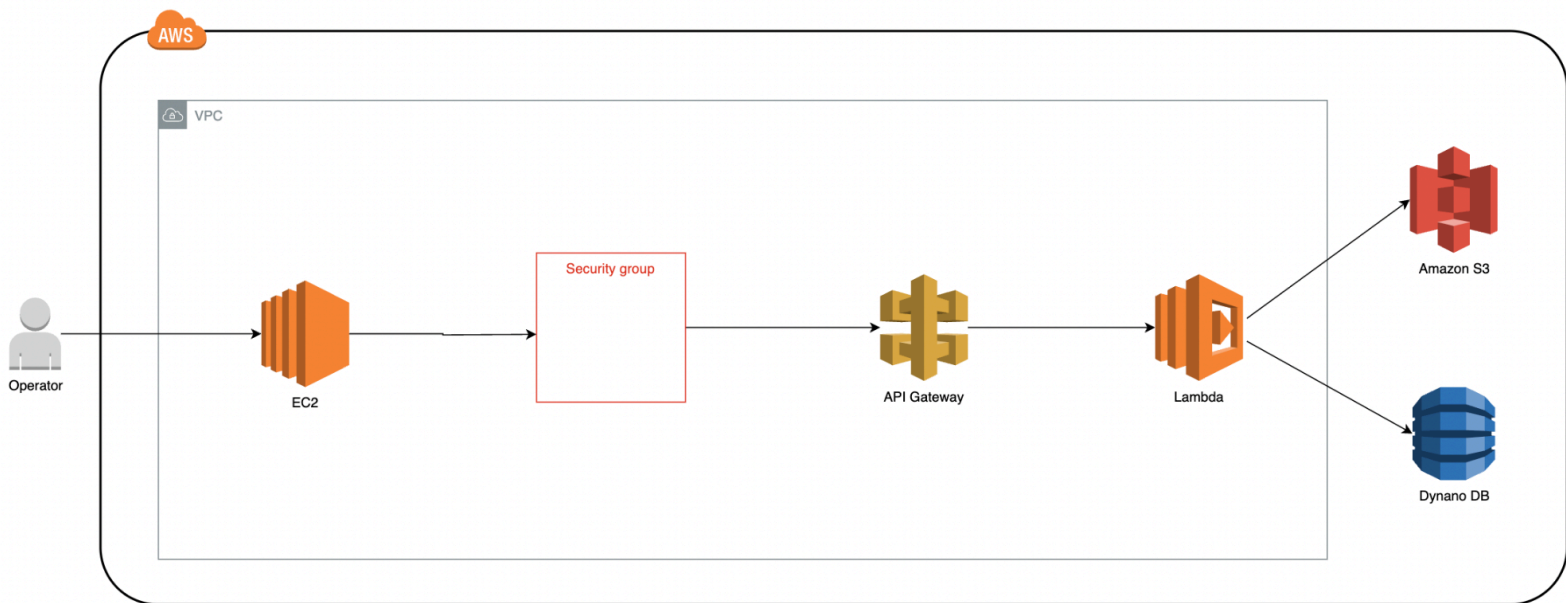 AWS
VPC
Security group
Amazon S3
Operator
EC2
API Gateway
Lambda
Dynano DB